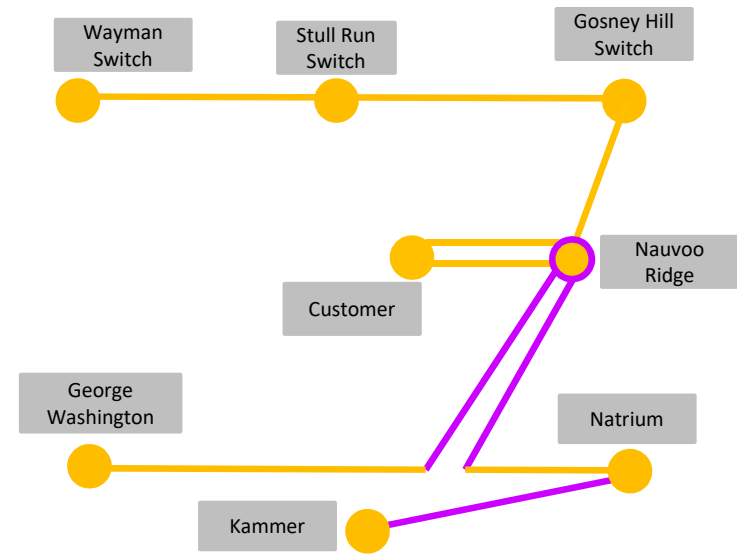 Wayman
Switch
Stull Run
Switch
Gosney Hill
Switch
Nauvoo
Ridge
Customer
George
Washington
Natrium
Kammer